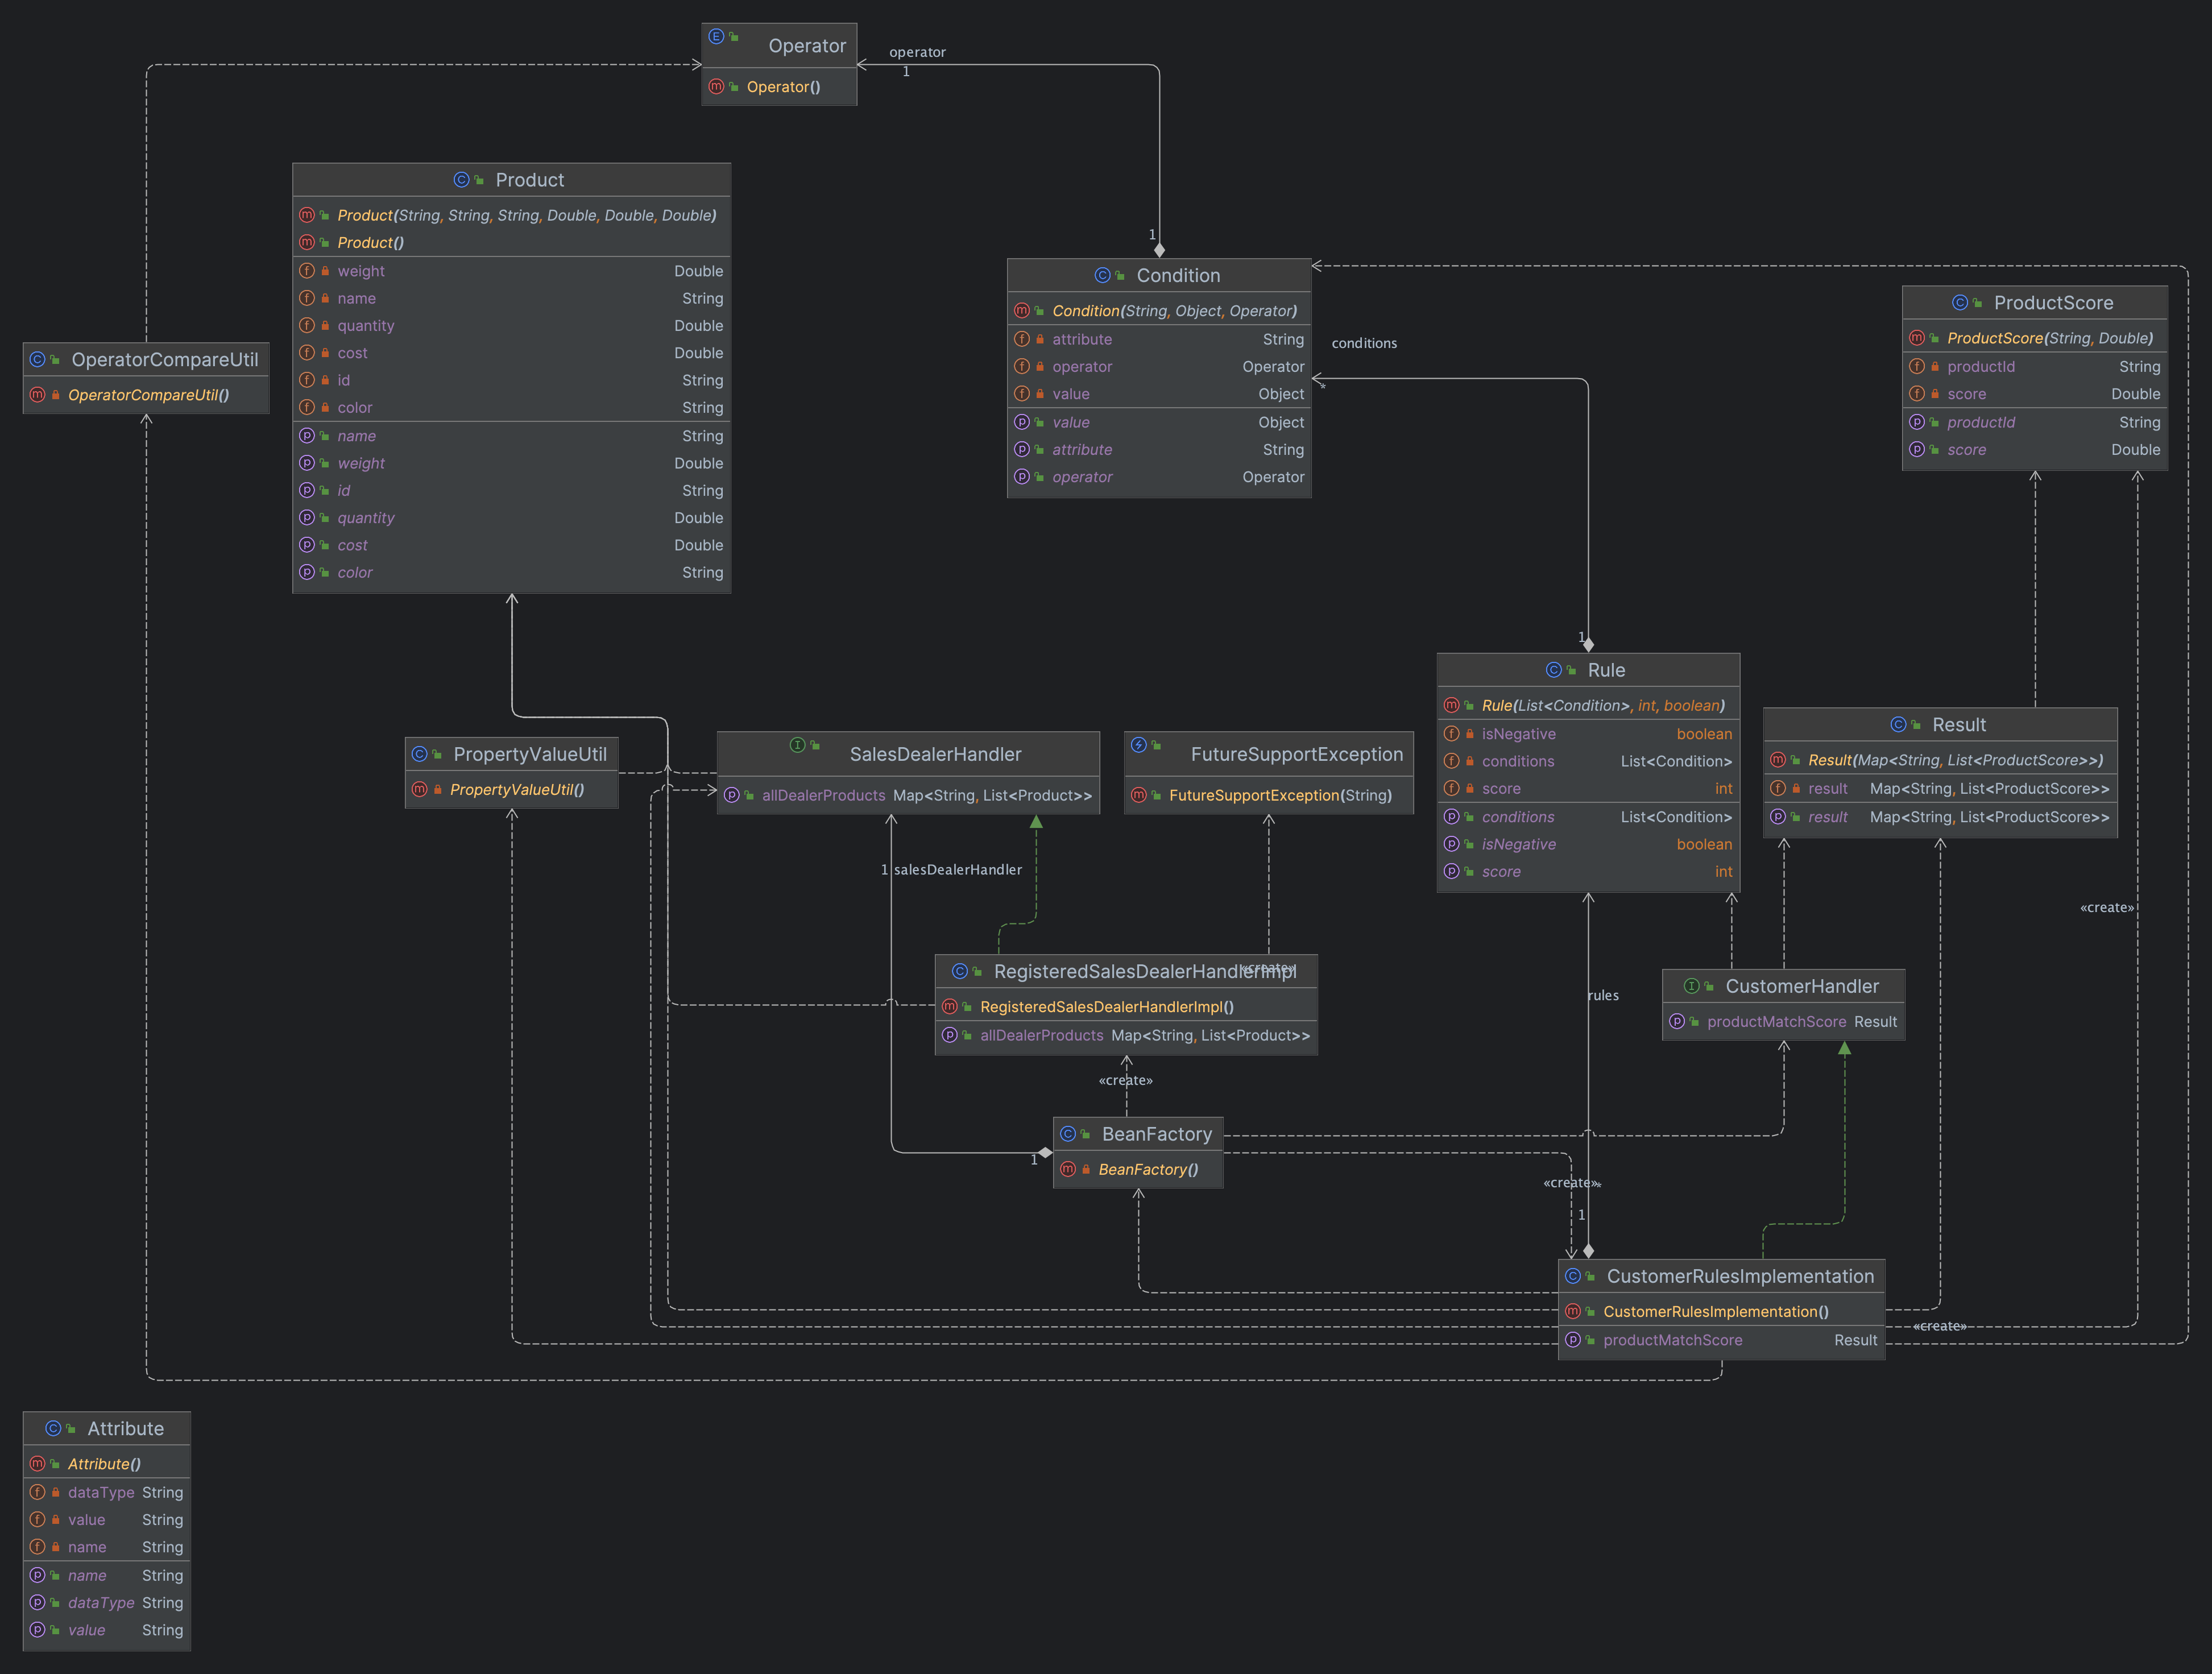 Operator
Operator()
operator
1
1
Product
Product(String, String, String, Double, Double, Double)
Product()
weight Double
name String
quantity Double
cost Double
id String
color String
name String
weight Double
id String
quantity Double
cost Double
color String
Condition
Condition(String, Object, Operator)
attribute String
operator Operator
value Object
value Object
attribute String
operator Operator
conditions
*
1
ProductScore
ProductScore(String, Double)
productId String
score Double
productId String
score Double
OperatorCompareUtil
OperatorCompareUtil()
Rule
Rule(List<Condition>, int, boolean)
isNegative boolean
conditions List<Condition>
score int
conditions List<Condition>
isNegative boolean
score int
Result
Result(Map<String, List<ProductScore>>)
result Map<String, List<ProductScore>>
result Map<String, List<ProductScore>>
PropertyValueUtil
PropertyValueUtil()
SalesDealerHandler
allDealerProducts Map<String, List<Product>>
FutureSupportException
FutureSupportException(String)
1 salesDealerHandler
«create»
RegisteredSalesDealerHandlerImpl
«create»
RegisteredSalesDealerHandlerImpl()
allDealerProducts Map<String, List<Product>>
rules
CustomerHandler
productMatchScore Result
«create»
BeanFactory
BeanFactory()
1
«create»
*
1
CustomerRulesImplementation
CustomerRulesImplementation()
productMatchScore Result
«create»
Attribute
Attribute()
dataType String
value String
name String
name String
dataType String
value String